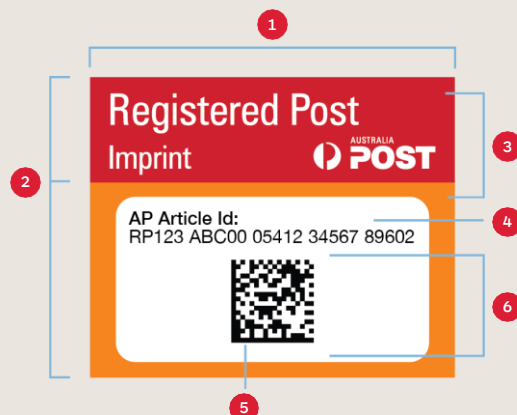 1
Registered Post
Imprint
AUSTRALIA
POST
2
3
AP Article Id:
RP123 ABC00 05412 34567 89602
4
6
5